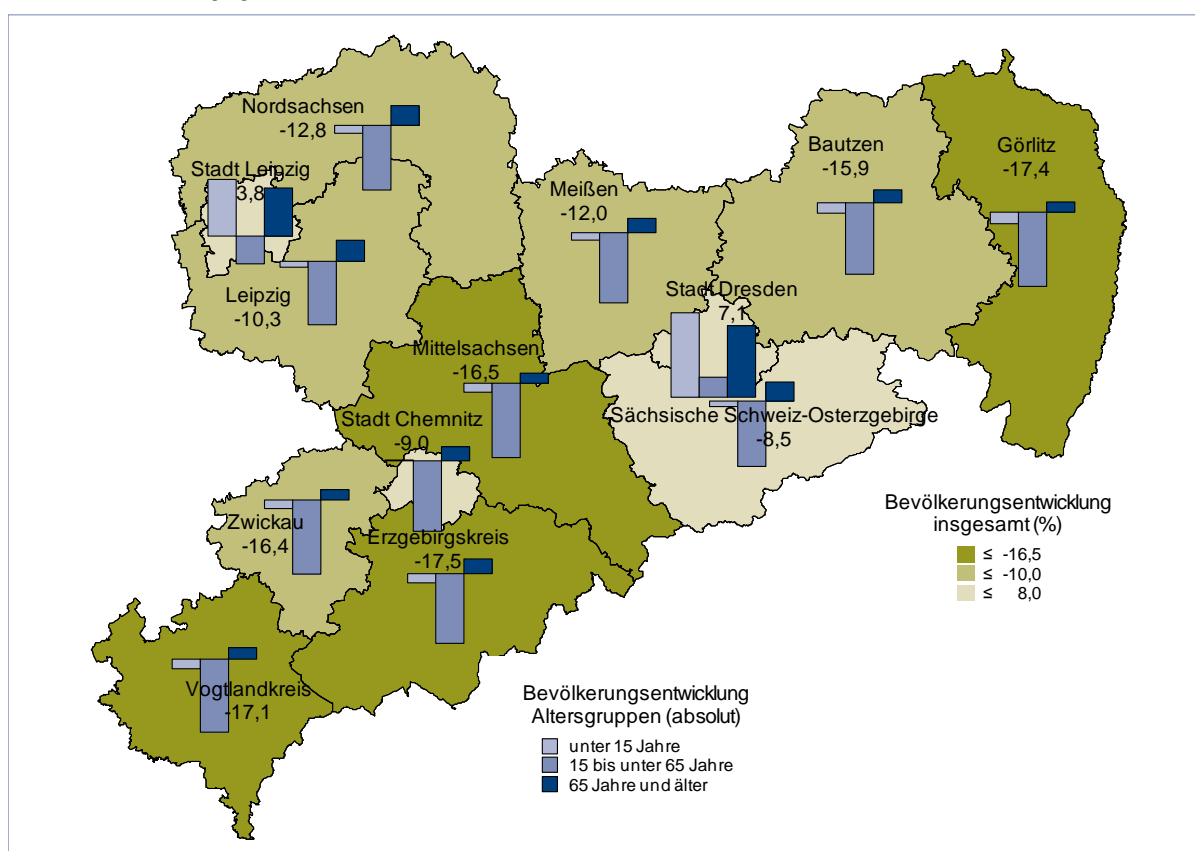 Nordsachsen
-12,8
Stadt Leipzig
3,8
Leipzig
-10,3
Meißen
-12,0
Bautzen
-15,9
Görlitz
-17,4
Stadt Dresden
7,1
Mittelsachsen
-16,5
Stadt Chemnitz
-9,0
Sächsische Schweiz-Osterzgebirge
-8,5
Zwickau
-16,4
Erzgebirgskreis
-17,5
Vogtlandkreis
-17,1
Bevölkerungsentwicklung
insgesamt (%)
≤ -16,5
≤ -10,0
≤ 8,0
Bevölkerungsentwicklung
Altersgruppen (absolut)
unter 15 Jahre
15 bis unter 65 Jahre
65 Jahre und älter